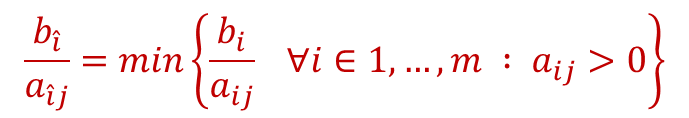 b_î / a_îj = min { b_i / a_ij ∀i ∈ 1, … , m : a_ij > 0 }